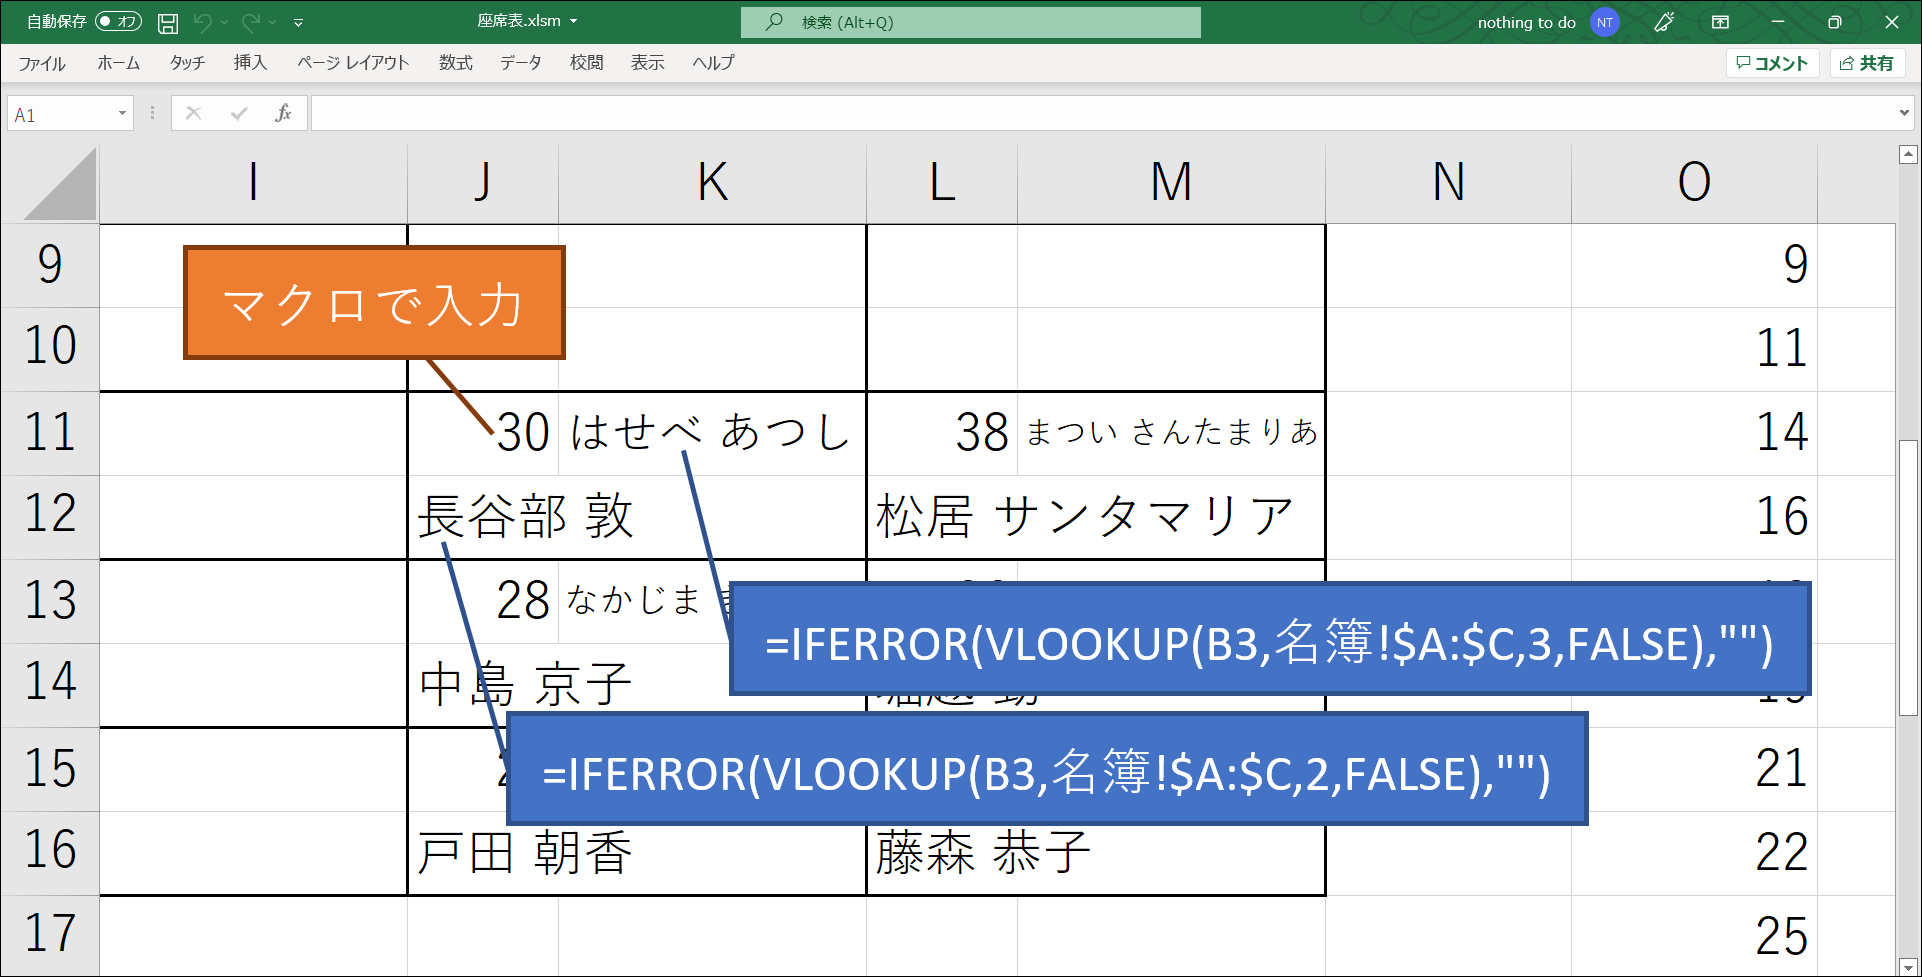 自動保存 オフ 座席表.xlsm 検索 (Alt+Q) nothing to do NT
ファイル ホーム タッチ 挿入 ページ レイアウト 数式 データ 校閲 表示 ヘルプ コメント 共有
A1 fx
I J K L M N O
9 9
マクロで入力
10 11
11 30 はせべ あつし 38 まつい さんたまりあ 14
12 長谷部 敦 松居 サンタマリア 16
13 28 なかじま
=IFERROR(VLOOKUP(B3,名簿!$A:$C,3,FALSE),"")
14 中島 京子 19
15 21
=IFERROR(VLOOKUP(B3,名簿!$A:$C,2,FALSE),"")
16 戸田 朝香 藤森 恭子 22
17 25